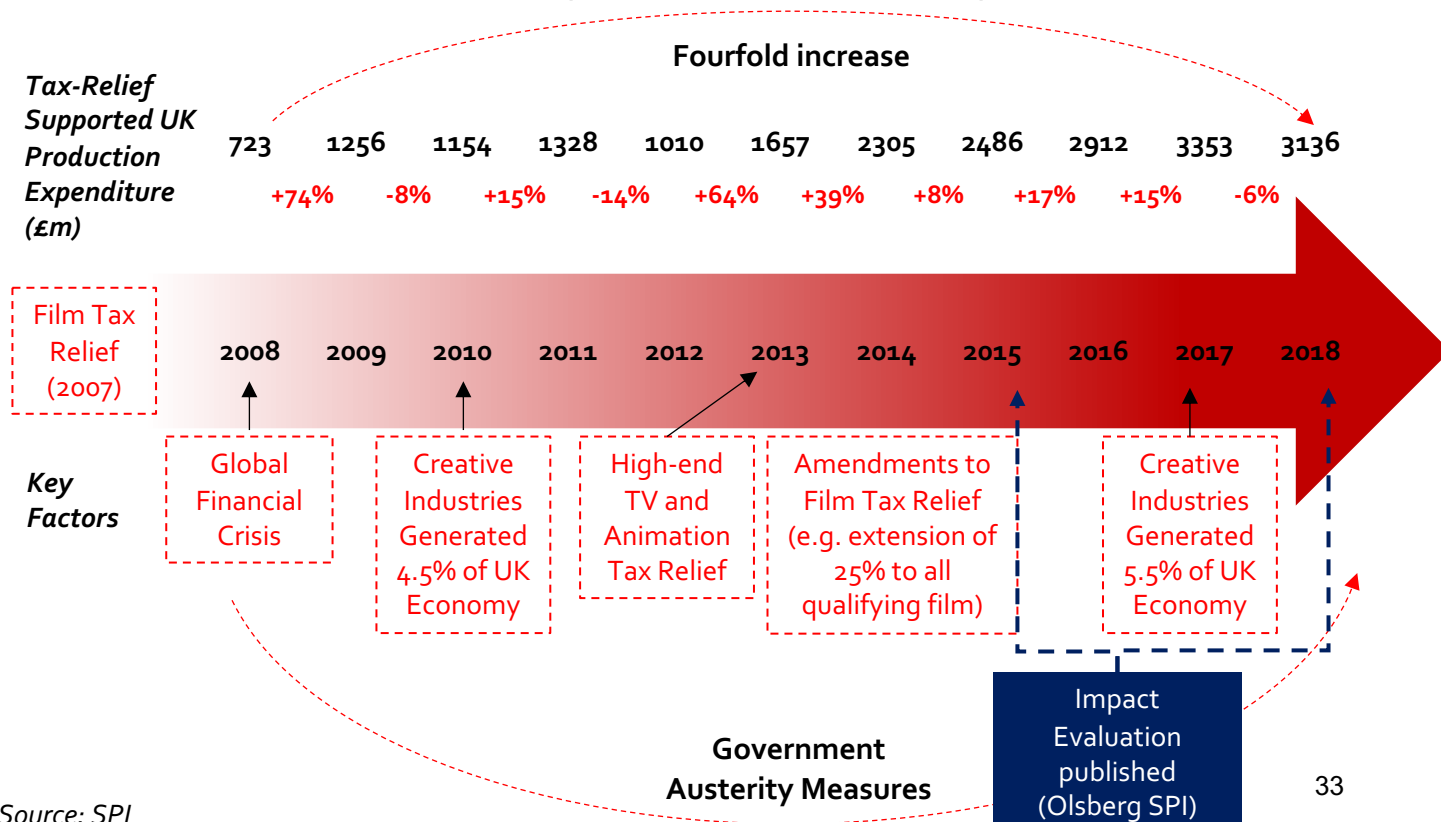 Fourfold increase
Tax-Relief
Supported UK
Production
Expenditure
(£m)
723 1256 1154 1328 1010 1657 2305 2486 2912 3353 3136
+74% -8% +15% -14% +64% +39% +8% +17% +15% -6%
Film Tax
Relief
(2007)
2008 2009 2010 2011 2012 2013 2014 2015 2016 2017 2018
Key
Factors
Global
Financial
Crisis
Creative
Industries
Generated
4.5% of UK
Economy
High-end
TV and
Animation
Tax Relief
Amendments to
Film Tax Relief
(e.g. extension of
25% to all
qualifying film)
Creative
Industries
Generated
5.5% of UK
Economy
Government
Austerity Measures
Impact
Evaluation
published
(Olsberg SPI)
33
Source: SPI